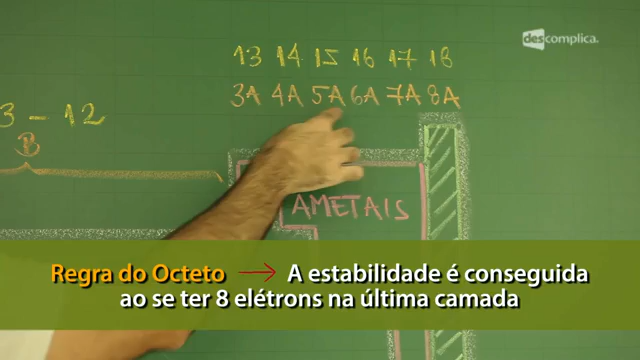 descomplica.
13 14 15 16 17 18
3A 4A 5A 6A 7A 8A
3 - 12
B
AMETAIS
Regra do Octeto → A estabilidade é conseguida
ao se ter 8 elétrons na última camada